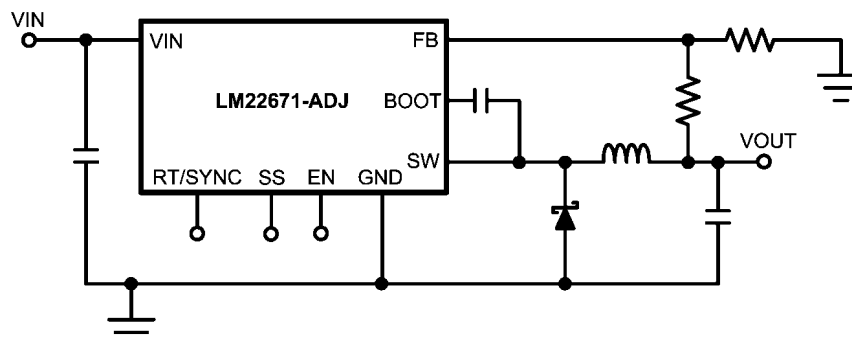 VIN
VIN
FB
LM22671-ADJ
BOOT
SW
VOUT
RT/SYNC
SS
EN
GND